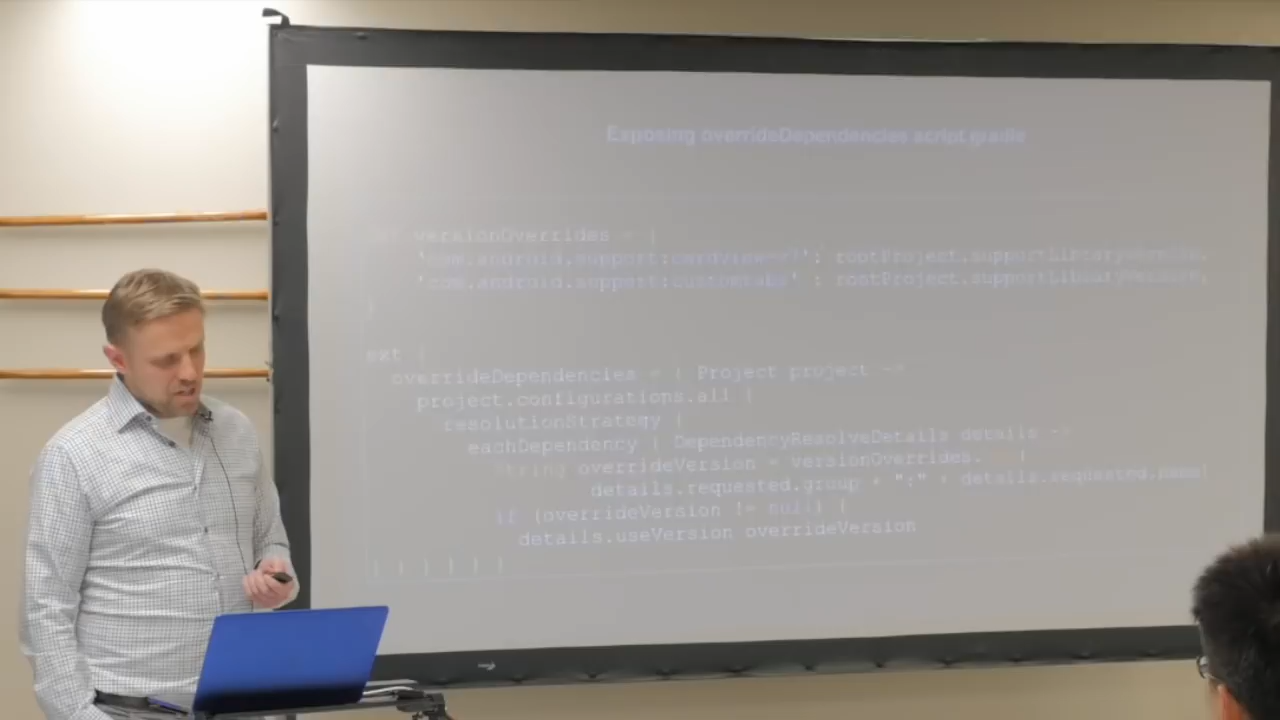 Exposing overrideDependencies script.gradle
versionOverrides = [
'com.android.support:cardview-v7': rootProject.supportLibraryVersion,
'com.android.support:customtabs' : rootProject.supportLibraryVersion,
ext {
overrideDependencies = { Project project ->
project.configurations.all {
resolutionStrategy {
eachDependency { DependencyResolveDetails details ->
String overrideVersion = versionOverrides.
details.requested.group + ":" + details.requested.name
if (overrideVersion != null) {
details.useVersion overrideVersion
} } } } } }